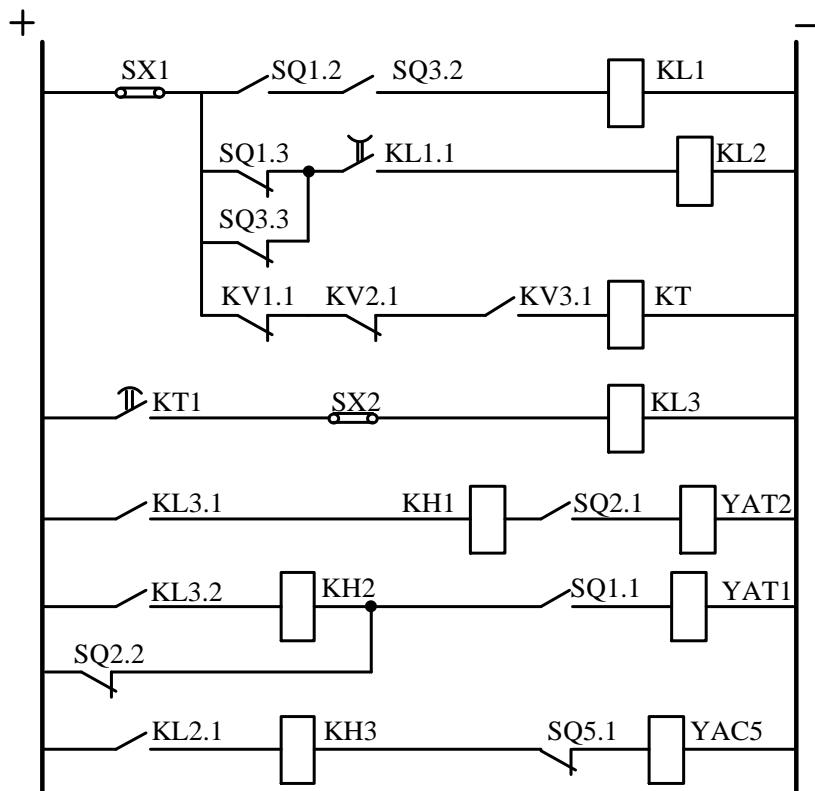 + –
SX1 SQ1.2 SQ3.2 KL1
SQ1.3 KL1.1 KL2
SQ3.3
KV1.1 KV2.1 KV3.1 KT
KT1 SX2 KL3
KL3.1 KH1 SQ2.1 YAT2
KL3.2 KH2 SQ1.1 YAT1
SQ2.2
KL2.1 KH3 SQ5.1 YAC5